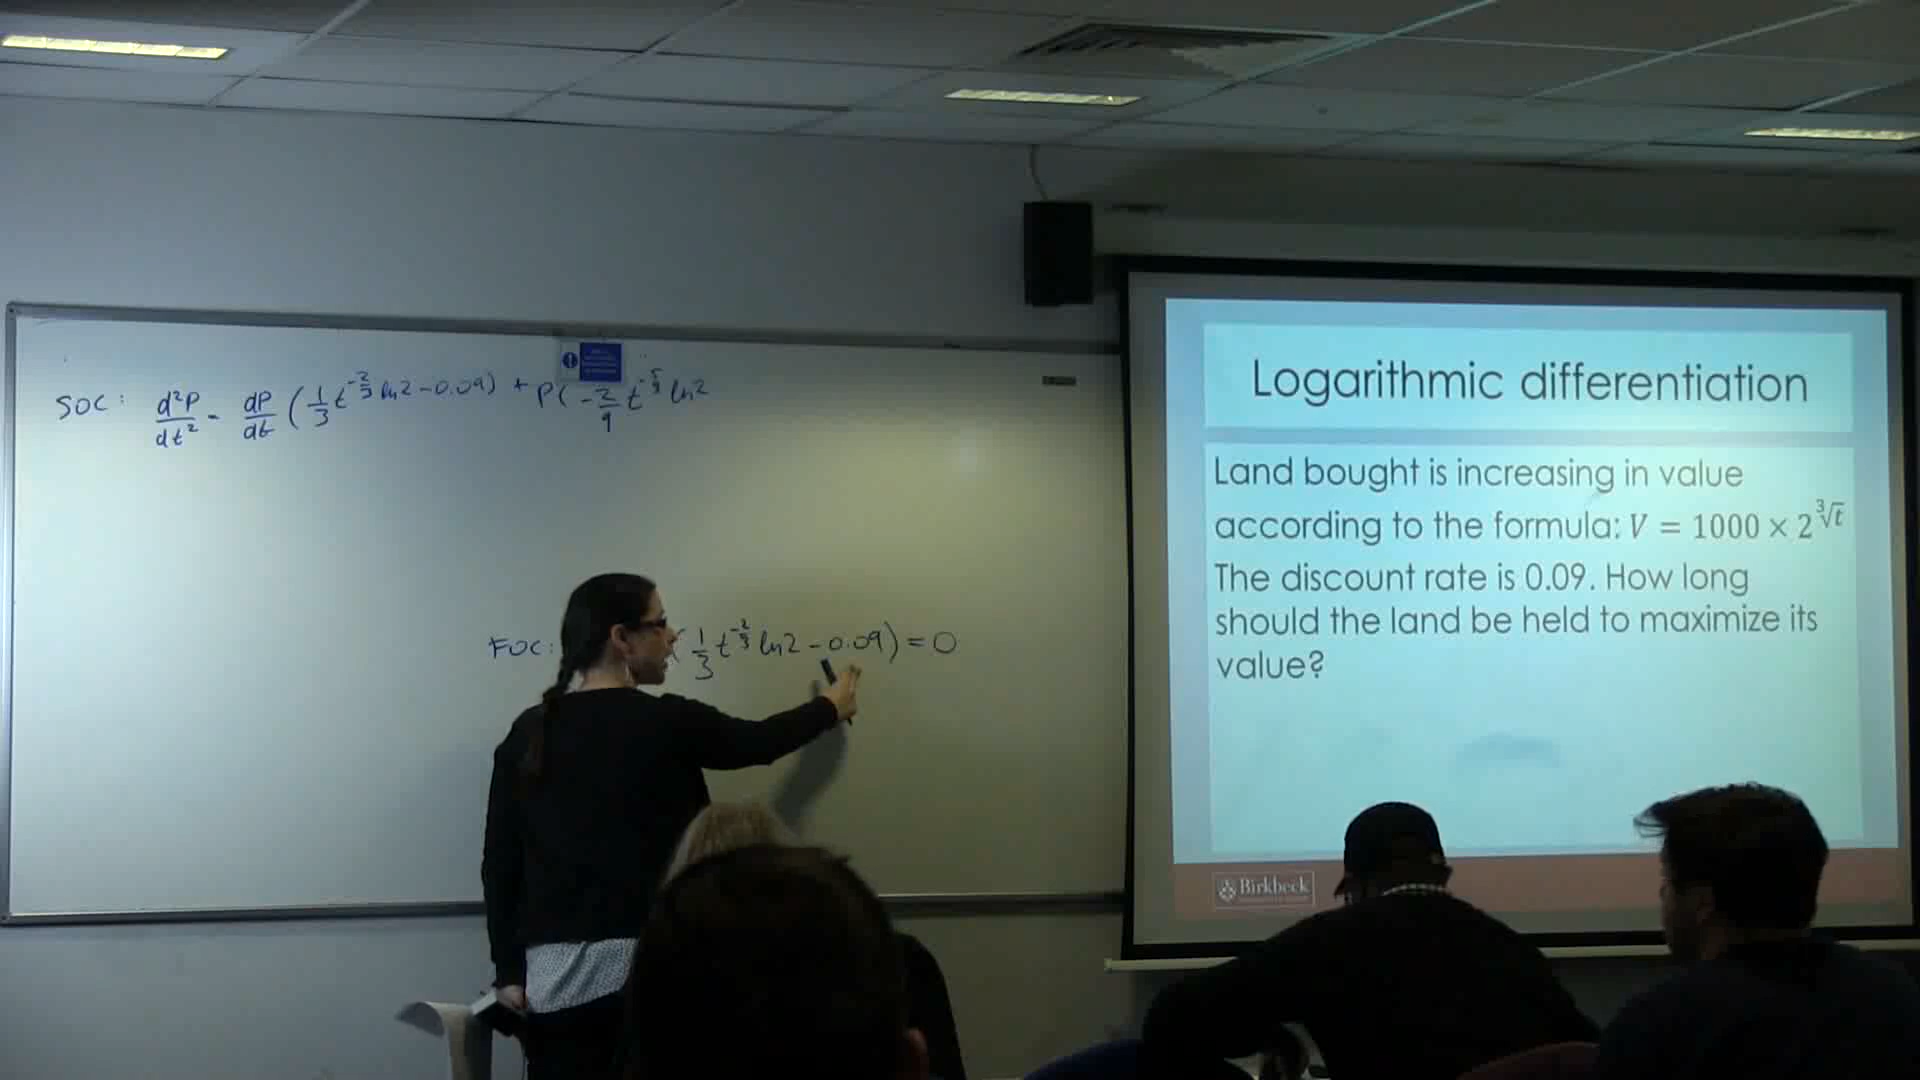 SOC: d²P/dt² = dP/dt (1/3 t^-2/3 ln2 - 0.09) + P(-2/9 t^-5/3 ln2
FOC: (1/3 t^-2/3 ln2 - 0.09) = 0
Logarithmic differentiation
Land bought is increasing in value
according to the formula: V = 1000 × 2^∛t
The discount rate is 0.09. How long
should the land be held to maximize its
value?
Birkbeck